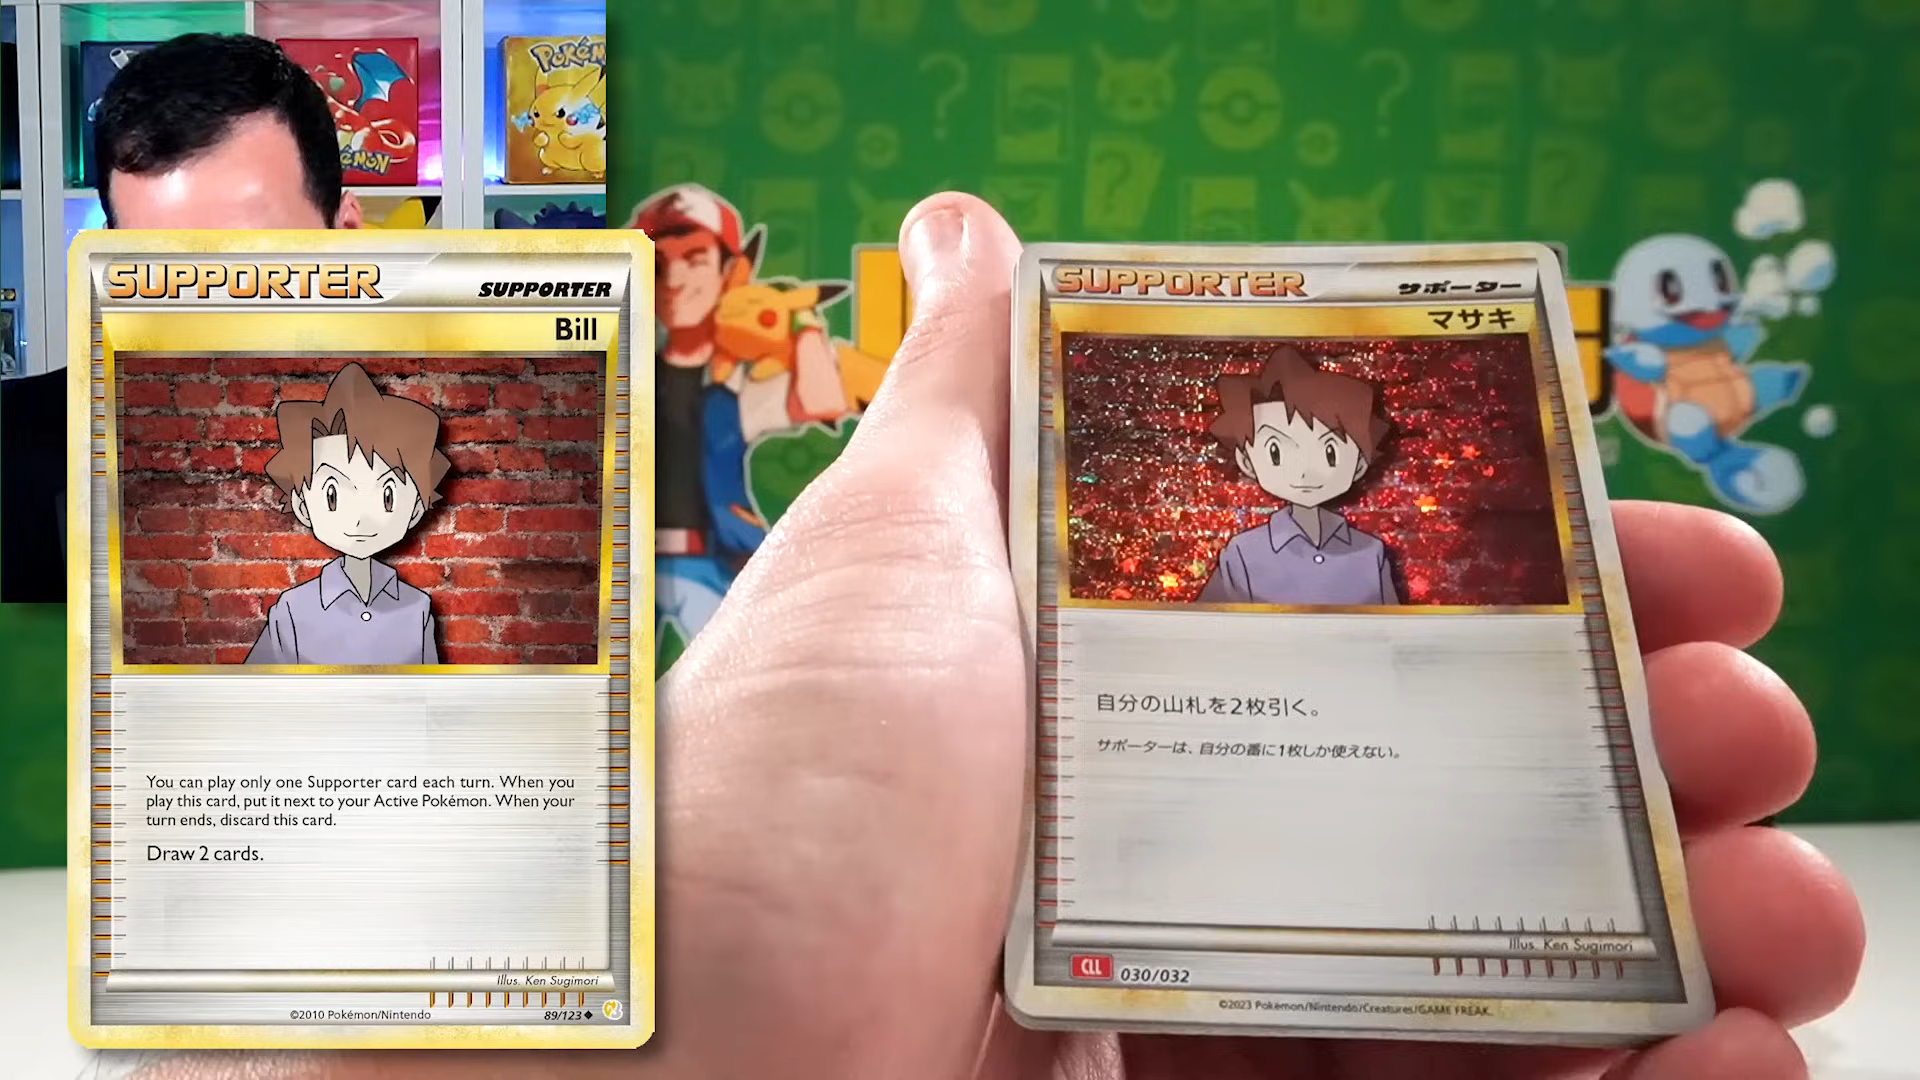 POKéM
éMON
SUPPORTER
SUPPORTER
Bill
You can play only one Supporter card each turn. When you
play this card, put it next to your Active Pokémon. When your
turn ends, discard this card.
Draw 2 cards.
Illus. Ken Sugimori
©2010 Pokémon/Nintendo
89/123
SUPPORTER
サポーター
マサキ
自分の山札を2枚引く。
サポーターは、自分の番に1枚しか使えない。
Illus. Ken Sugimori
CLL
030/032
©2023 Pokémon/Nintendo/Creatures/GAME FREAK.